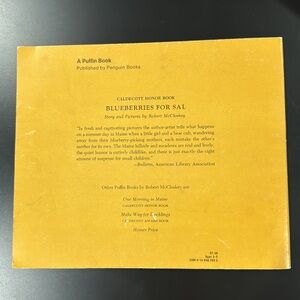 A Puffin Book
Published by Penguin Books
CALDECOTT HONOR BOOK
BLUEBERRIES FOR SAL
Story and Pictures by Robert McCloskey
"In fresh and captivating pictures the author-artist tells what happens
on a summer day in Maine when a little girl and a bear cub, wandering
away from their blueberry-picking mothers, each mistake the other's
mother for its own. The Maine hillside and meadows are real and lovely,
the quiet humor is entirely childlike, and there is just exactly the right
amount of suspense for small children."
—Booklist, American Library Association
Other Puffin Books by Robert McCloskey are
One Morning in Maine
CALDECOTT HONOR BOOK
Make Way for Ducklings
CALDECOTT AWARD BOOK
Homer Price